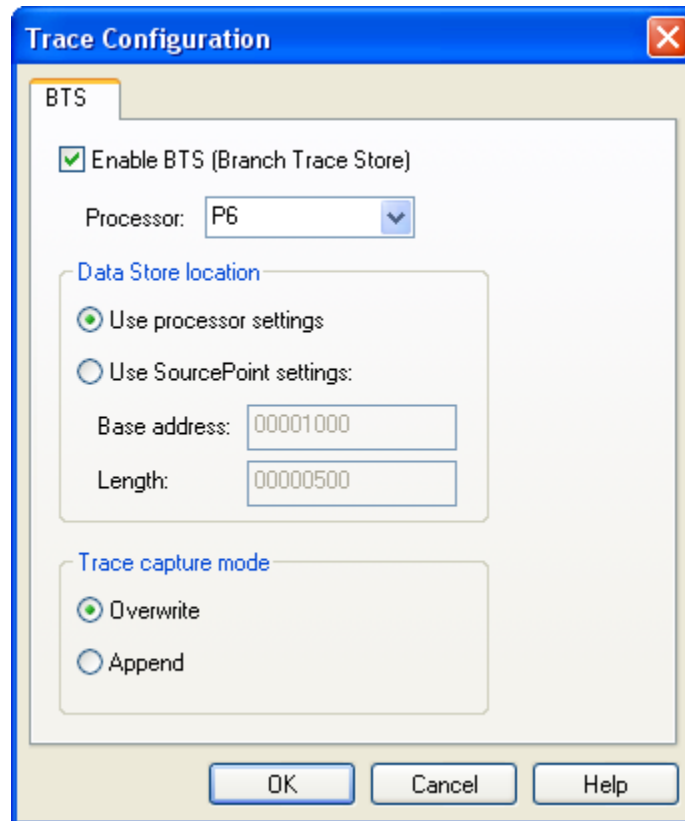 Trace Configuration
BTS
Enable BTS (Branch Trace Store)
Processor: P6
Data Store location
Use processor settings
Use SourcePoint settings:
Base address: 00001000
Length: 00000500
Trace capture mode
Overwrite
Append
OK Cancel Help